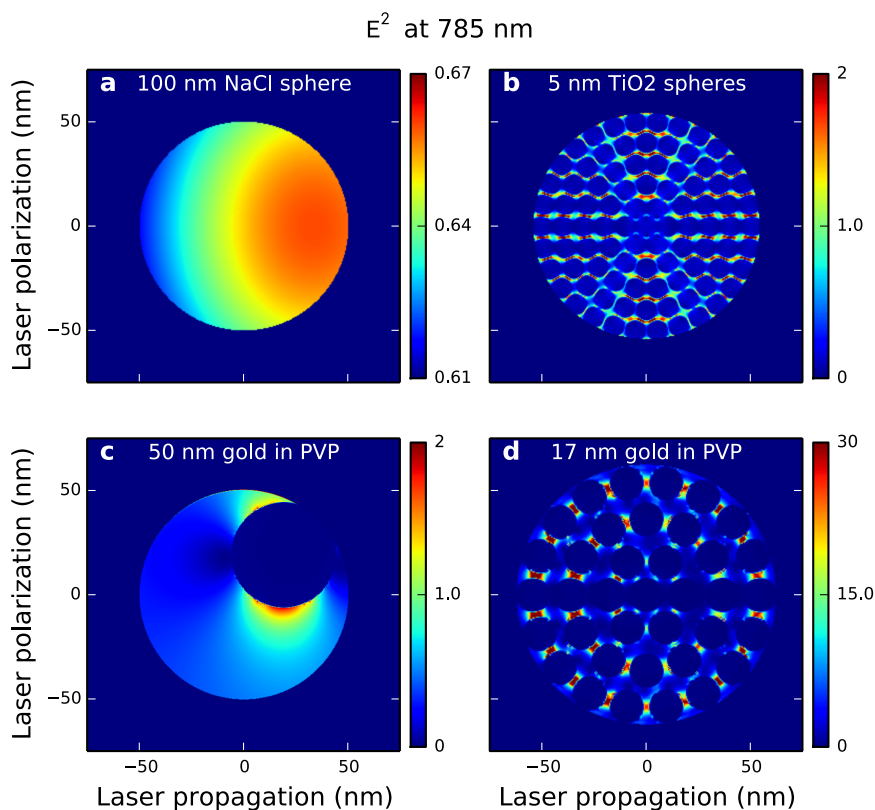 E² at 785 nm
a 100 nm NaCl sphere
b 5 nm TiO2 spheres
Laser polarization (nm)
50
0
−50
0.67
0.64
0.61
2
1.0
0
c 50 nm gold in PVP
d 17 nm gold in PVP
Laser polarization (nm)
50
0
−50
2
1.0
0
30
15.0
0
−50 0 50
−50 0 50
Laser propagation (nm)
Laser propagation (nm)